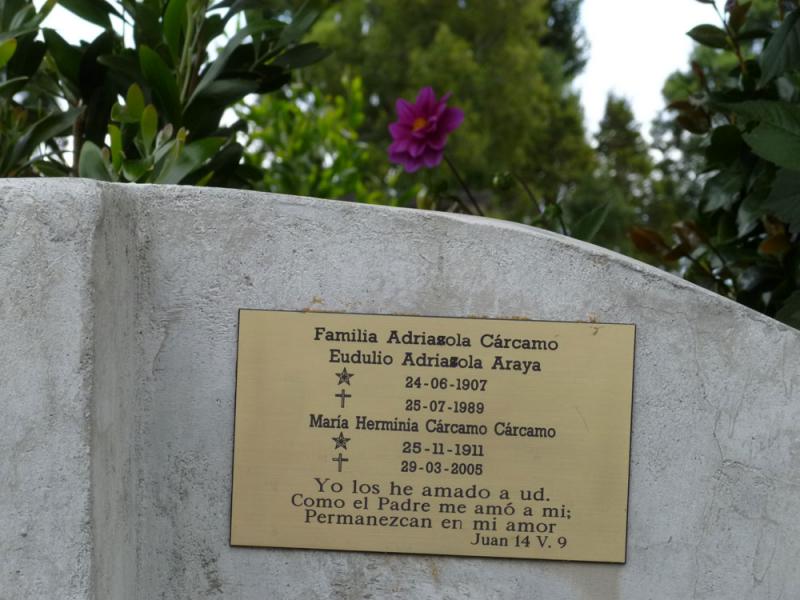 Familia Adriasola Cárcamo
Eudulio Adriasola Araya
24-06-1907
25-07-1989
María Herminia Cárcamo Cárcamo
25-11-1911
29-03-2005
Yo los he amado a ud.
Como el Padre me amó a mi;
Permanezcan en mi amor
Juan 14 V. 9